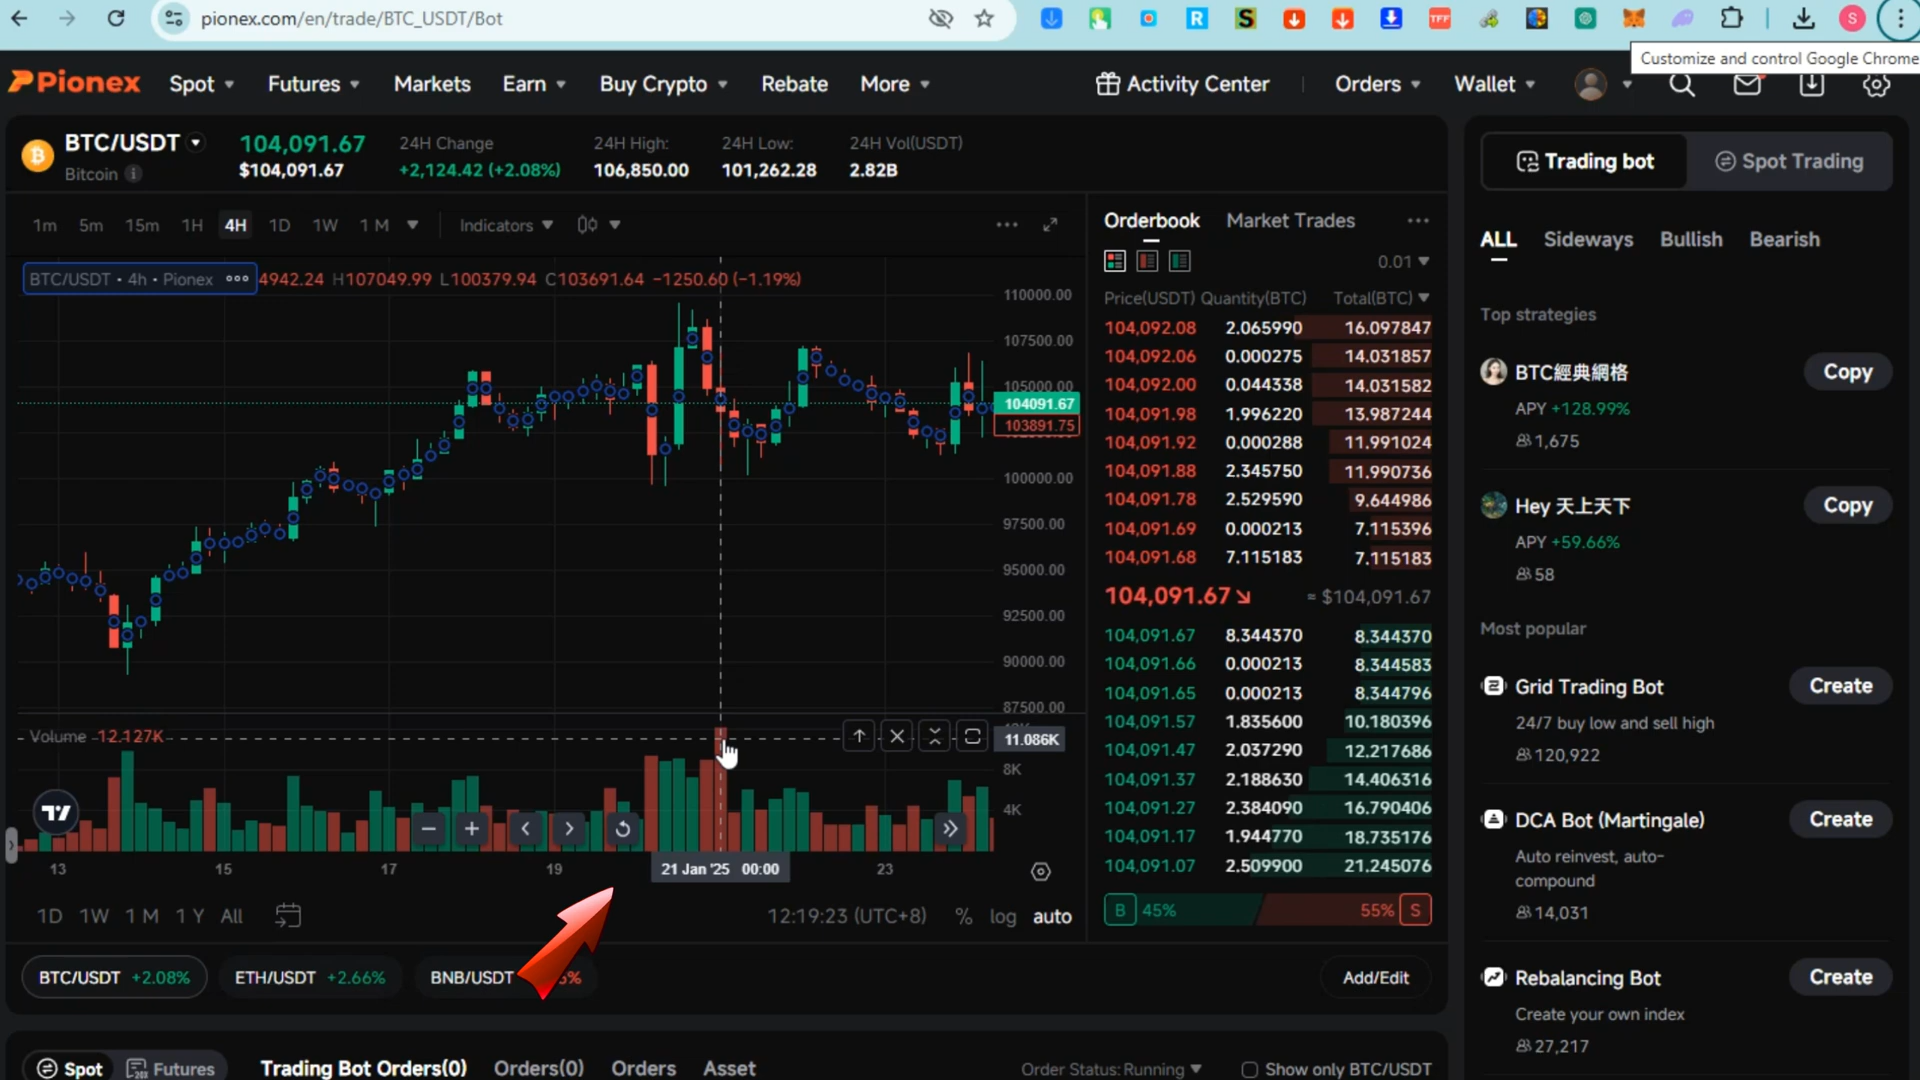 pionex.com/en/trade/BTC_USDT/Bot
Customize and control Google Chrome
Pionex Spot Futures Markets Earn Buy Crypto Rebate More Activity Center Orders Wallet
BTC/USDT
Bitcoin
104,091.67
$104,091.67
24H Change
+2,124.42 (+2.08%)
24H High:
106,850.00
24H Low:
101,262.28
24H Vol(USDT)
2.82B
1m 5m 15m 1H 4H 1D 1W 1 M Indicators
BTC/USDT • 4h • Pionex 4942.24 H107049.99 L100379.94 C103691.64 −1250.60 (−1.19%)
110000.00
107500.00
105000.00
104091.67
103891.75
100000.00
97500.00
95000.00
92500.00
90000.00
87500.00
Volume 12.127K
11.086K
8K
4K
13 15 17 19 21 Jan '25 00:00 23
1D 1W 1 M 1 Y All 12:19:23 (UTC+8) % log auto
BTC/USDT +2.08% ETH/USDT +2.66% BNB/USDT Add/Edit
Spot Futures Trading Bot Orders(0) Orders(0) Orders Asset Order Status: Running Show only BTC/USDT
Orderbook Market Trades
0.01
Price(USDT) Quantity(BTC) Total(BTC)
104,092.08 2.065990 16.097847
104,092.06 0.000275 14.031857
104,092.00 0.044338 14.031582
104,091.98 1.996220 13.987244
104,091.92 0.000288 11.991024
104,091.88 2.345750 11.990736
104,091.78 2.529590 9.644986
104,091.69 0.000213 7.115396
104,091.68 7.115183 7.115183
104,091.67 ≈ $104,091.67
104,091.67 8.344370 8.344370
104,091.66 0.000213 8.344583
104,091.65 0.000213 8.344796
104,091.57 1.835600 10.180396
104,091.47 2.037290 12.217686
104,091.37 2.188630 14.406316
104,091.27 2.384090 16.790406
104,091.17 1.944770 18.735176
104,091.07 2.509900 21.245076
B 45% 55% S
Trading bot Spot Trading
ALL Sideways Bullish Bearish
Top strategies
BTC經典網格 Copy
APY +128.99%
1,675
Hey 天上天下 Copy
APY +59.66%
58
Most popular
Grid Trading Bot Create
24/7 buy low and sell high
120,922
DCA Bot (Martingale) Create
Auto reinvest, auto-
compound
14,031
Rebalancing Bot Create
Create your own index
27,217